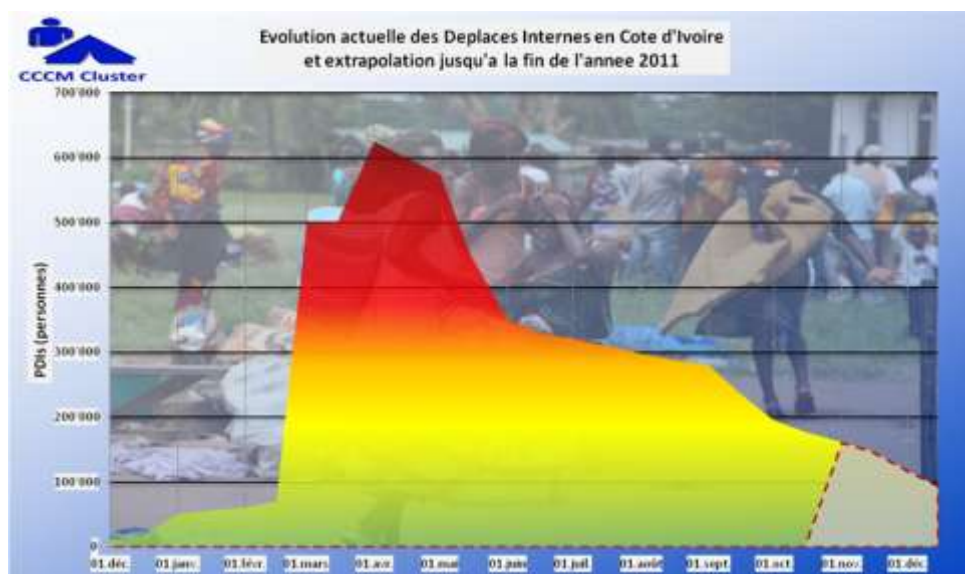 Evolution actuelle des Deplaces Internes en Cote d'Ivoire
et extrapolation jusqu'a la fin de l'annee 2011
CCCM Cluster
PDIs (personnes)
700'000
600'000
500'000
400'000
300'000
200'000
100'000
0
01.déc. 01.janv. 01.févr. 01.mars 01.avr. 01.mai 01.juin 01.juil. 01.août 01.sept. 01.oct. 01.nov. 01.déc.